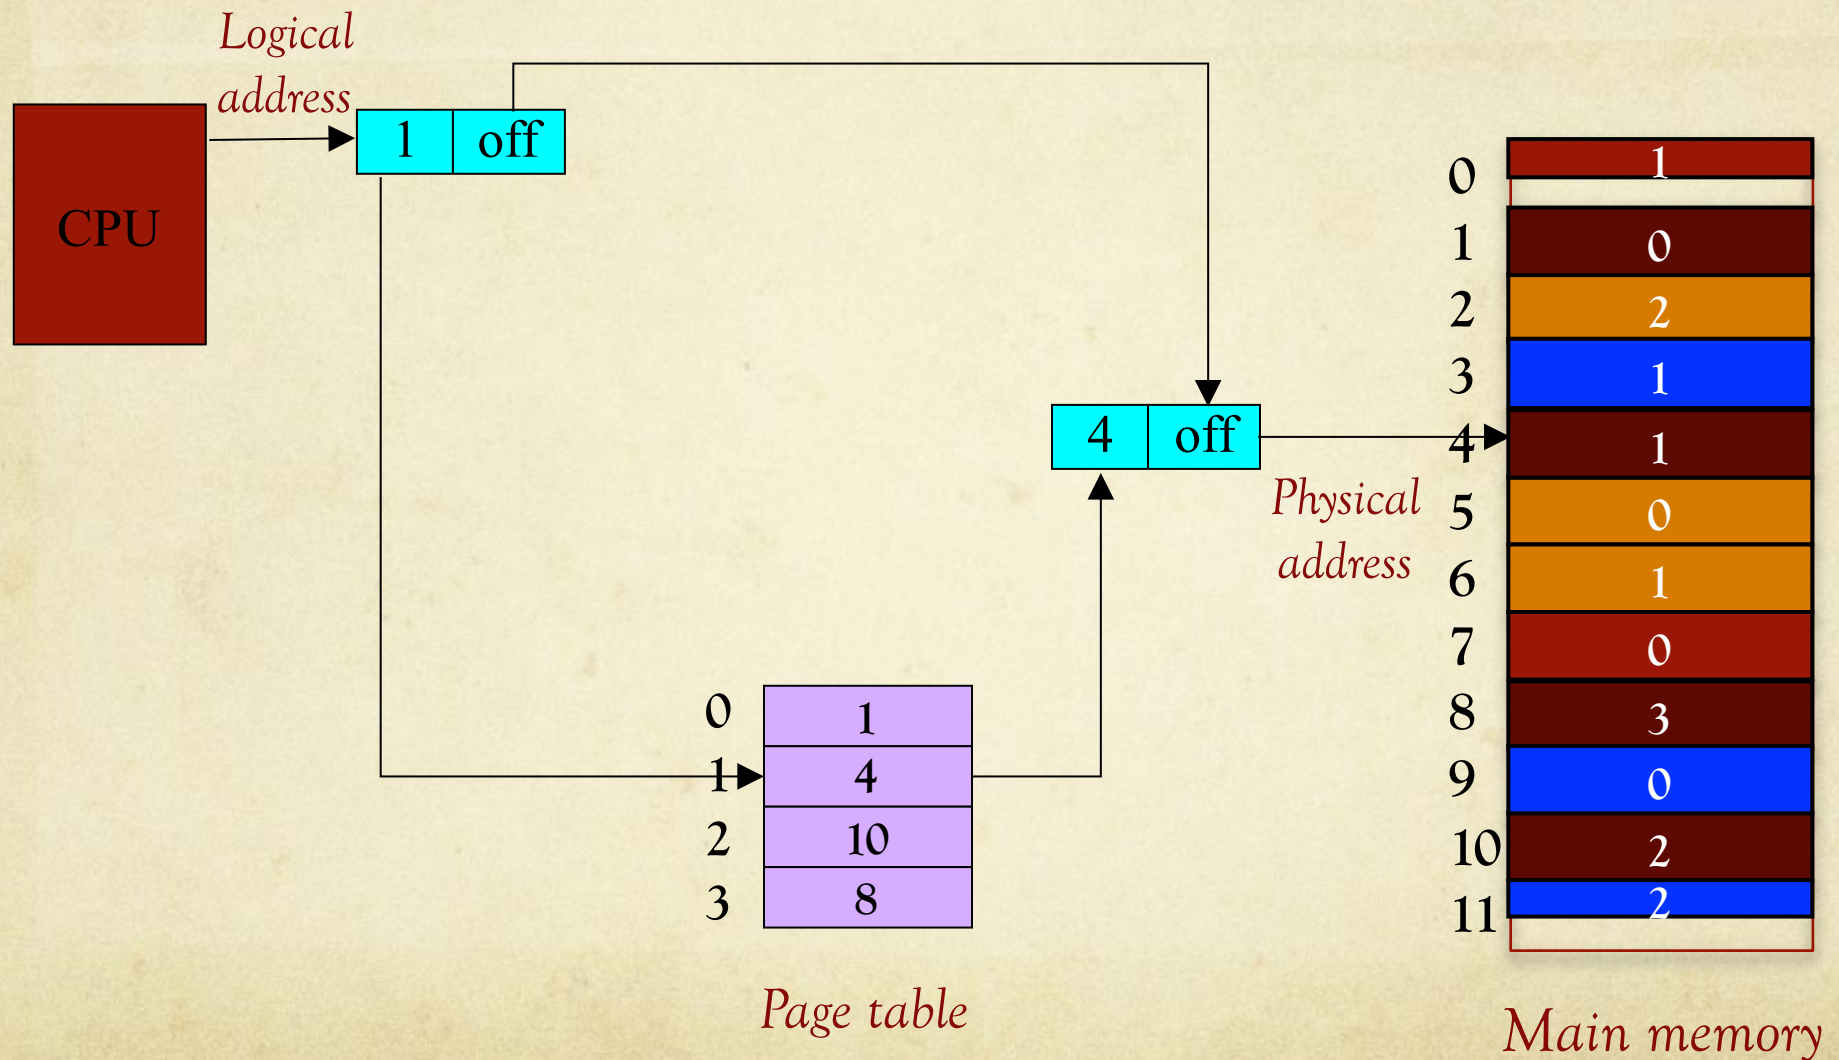 Logical
address
1 off
CPU
4 off
Physical
address
0 1
1 4
2 10
3 8
Page table
0 1
1 0
2 2
3 1
4 1
5 0
6 1
7 0
8 3
9 0
10 2
11 2
Main memory